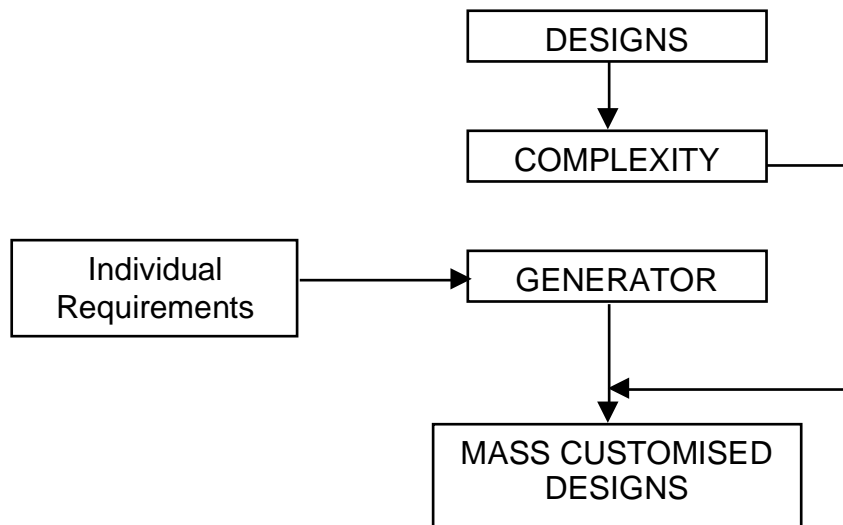 DESIGNS
COMPLEXITY
Individual
Requirements
GENERATOR
MASS CUSTOMISED
DESIGNS